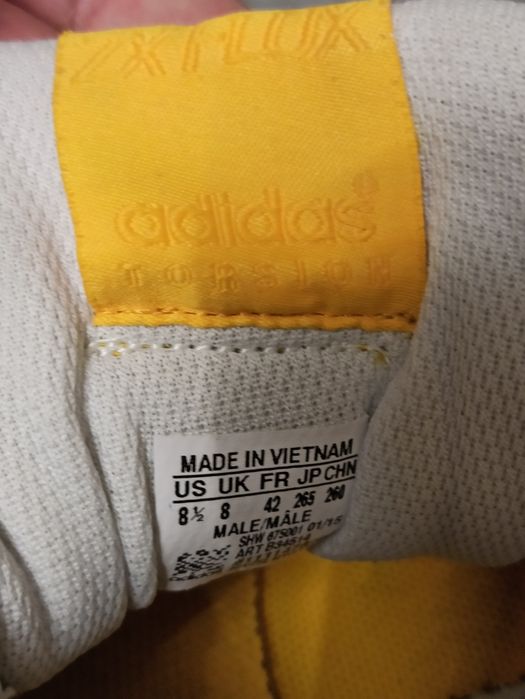 ZX FLUX
adidas®
TORSION
MADE IN VIETNAM
US UK FR JP CHN
8½ 8 42 265 260
MALE/MÂLE
SHW 675001 01/15
ART B34514
adidas